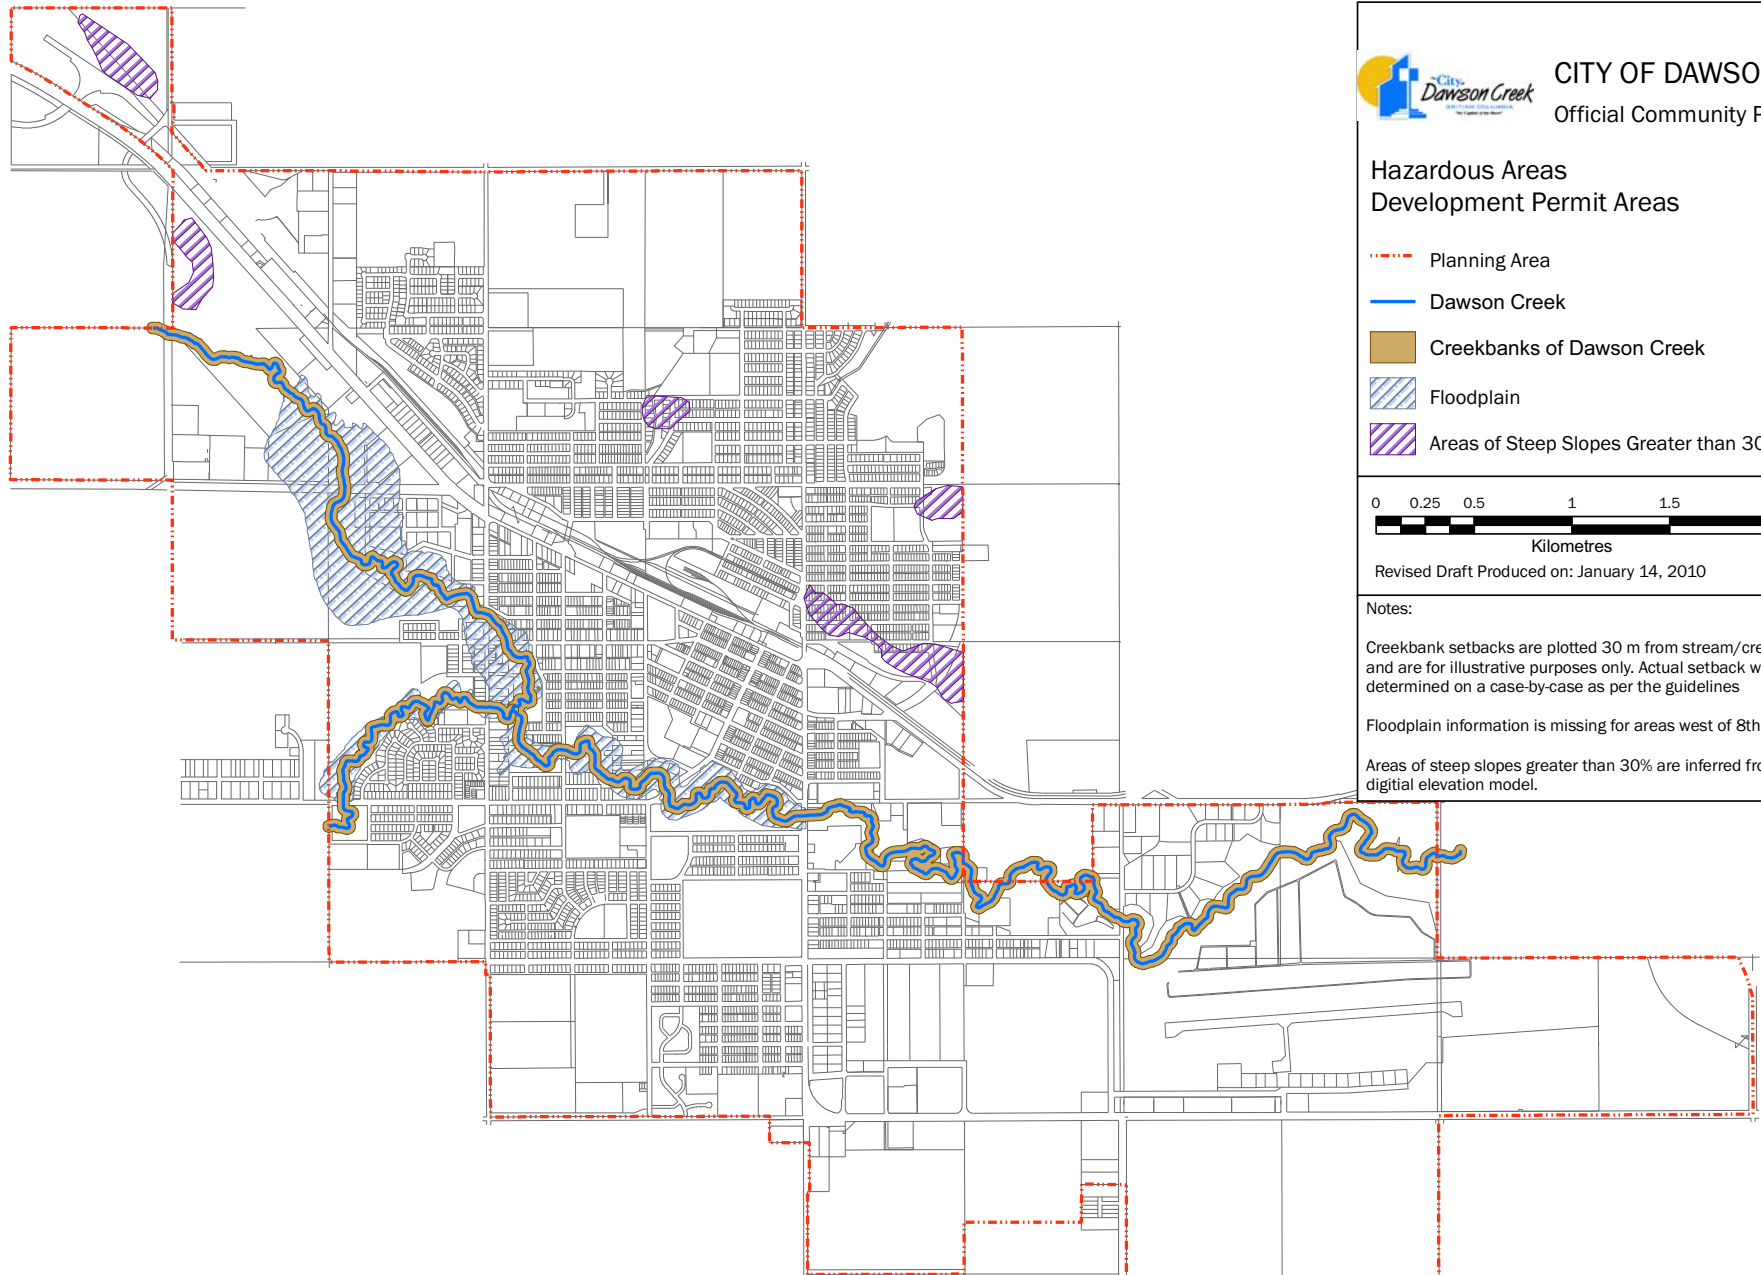 City of
Dawson Creek
BRITISH COLUMBIA
CITY OF DAWSO
Official Community P
Hazardous Areas
Development Permit Areas
Planning Area
Dawson Creek
Creekbanks of Dawson Creek
Floodplain
Areas of Steep Slopes Greater than 30
0 0.25 0.5 1 1.5
Kilometres
Revised Draft Produced on: January 14, 2010
Notes:
Creekbank setbacks are plotted 30 m from stream/cre
and are for illustrative purposes only. Actual setback w
determined on a case-by-case as per the guidelines
Floodplain information is missing for areas west of 8th
Areas of steep slopes greater than 30% are inferred fro
digitial elevation model.